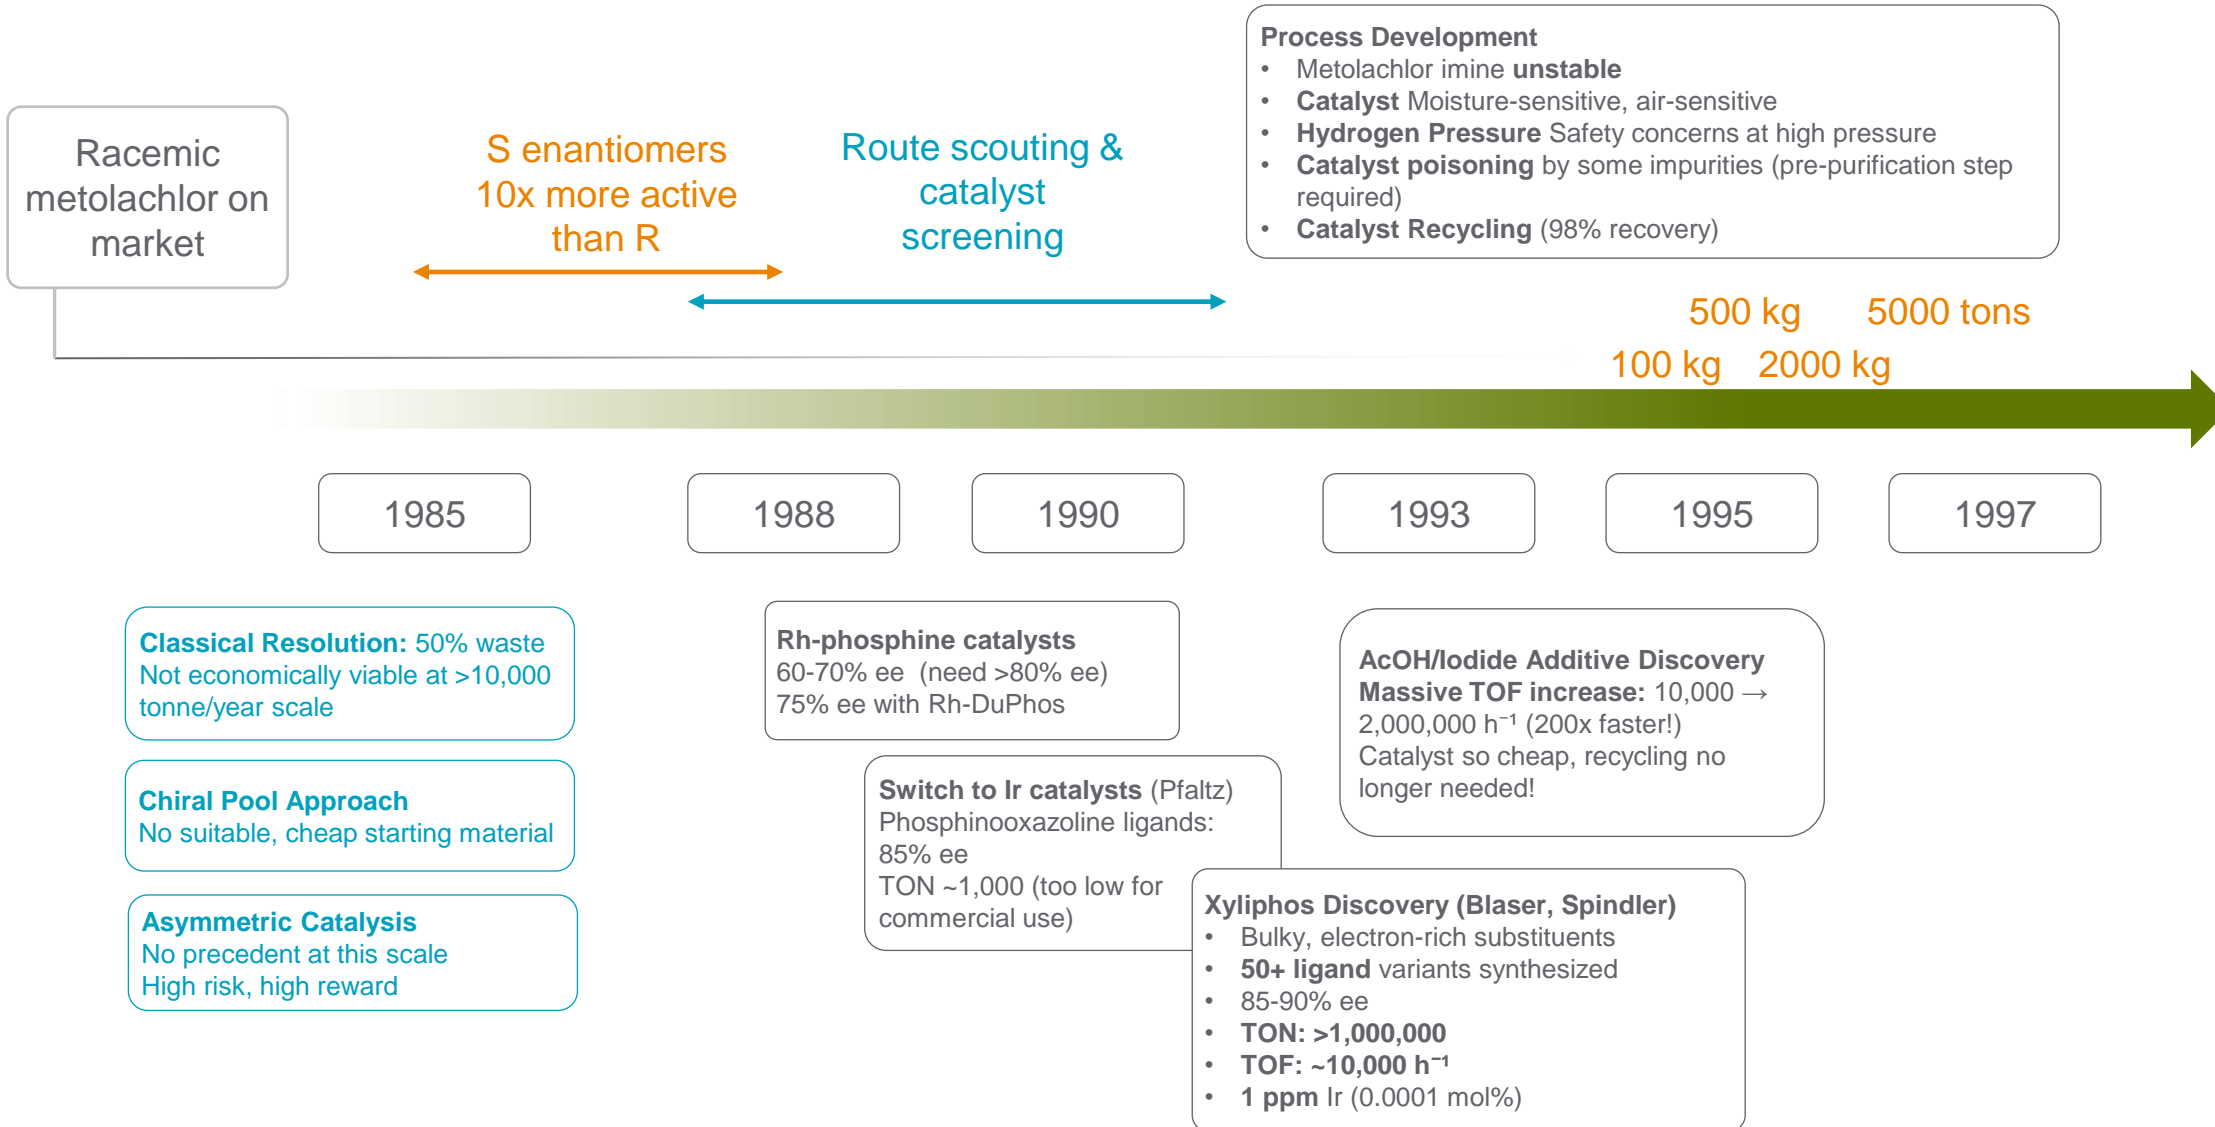 Racemic
metolachlor on
market
S enantiomers
10x more active
than R
Route scouting &
catalyst
screening
Process Development
• Metolachlor imine unstable
• Catalyst Moisture-sensitive, air-sensitive
• Hydrogen Pressure Safety concerns at high pressure
• Catalyst poisoning by some impurities (pre-purification step
required)
• Catalyst Recycling (98% recovery)
500 kg
5000 tons
100 kg
2000 kg
1985
1988
1990
1993
1995
1997
Classical Resolution: 50% waste
Not economically viable at >10,000
tonne/year scale
Chiral Pool Approach
No suitable, cheap starting material
Asymmetric Catalysis
No precedent at this scale
High risk, high reward
Rh-phosphine catalysts
60-70% ee (need >80% ee)
75% ee with Rh-DuPhos
Switch to Ir catalysts (Pfaltz)
Phosphinooxazoline ligands:
85% ee
TON ~1,000 (too low for
commercial use)
Xyliphos Discovery (Blaser, Spindler)
• Bulky, electron-rich substituents
• 50+ ligand variants synthesized
• 85-90% ee
• TON: >1,000,000
• TOF: ~10,000 h⁻¹
• 1 ppm Ir (0.0001 mol%)
AcOH/Iodide Additive Discovery
Massive TOF increase: 10,000 →
2,000,000 h⁻¹ (200x faster!)
Catalyst so cheap, recycling no
longer needed!